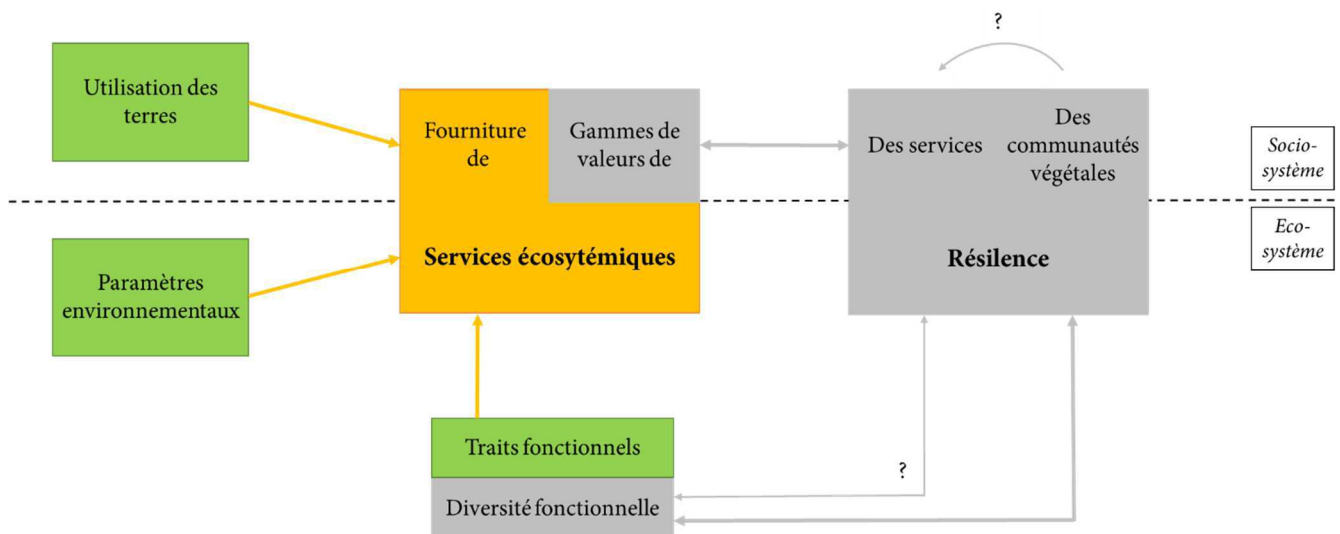 ?
Utilisation des
terres
Fourniture
de
Gammes de
valeurs de
Des services
Des
communautés
végétales
Socio-
système
Eco-
système
Paramètres
environnementaux
Services écosytémiques
Résilence
Traits fonctionnels
?
Diversité fonctionnelle